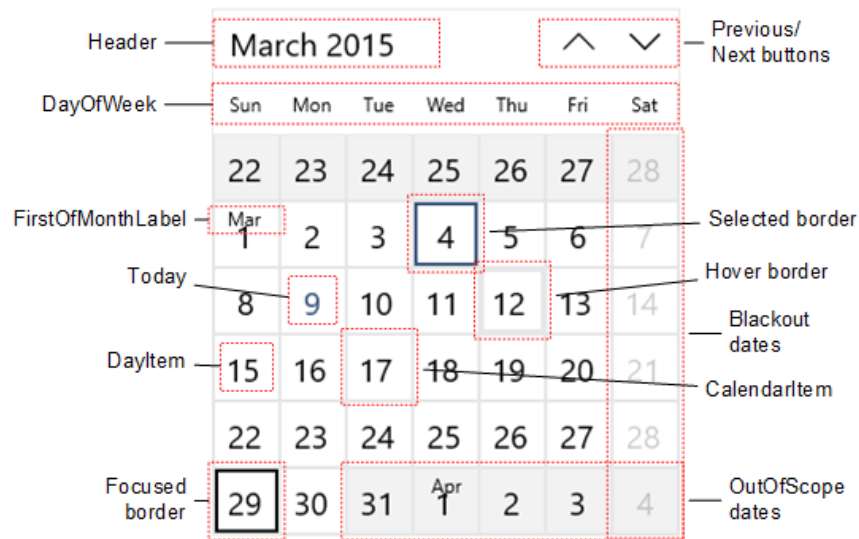 Header
March 2015
Previous/
Next buttons
DayOfWeek
Sun Mon Tue Wed Thu Fri Sat
22 23 24 25 26 27 28
FirstOfMonthLabel
Mar
1 2 3 4 5 6 7
Selected border
Hover border
Today
8 9 10 11 12 13 14
Blackout
dates
DayItem
15 16 17 18 19 20 21
CalendarItem
22 23 24 25 26 27 28
Focused
border
Apr
29 30 31 1 2 3 4
OutOfScope
dates